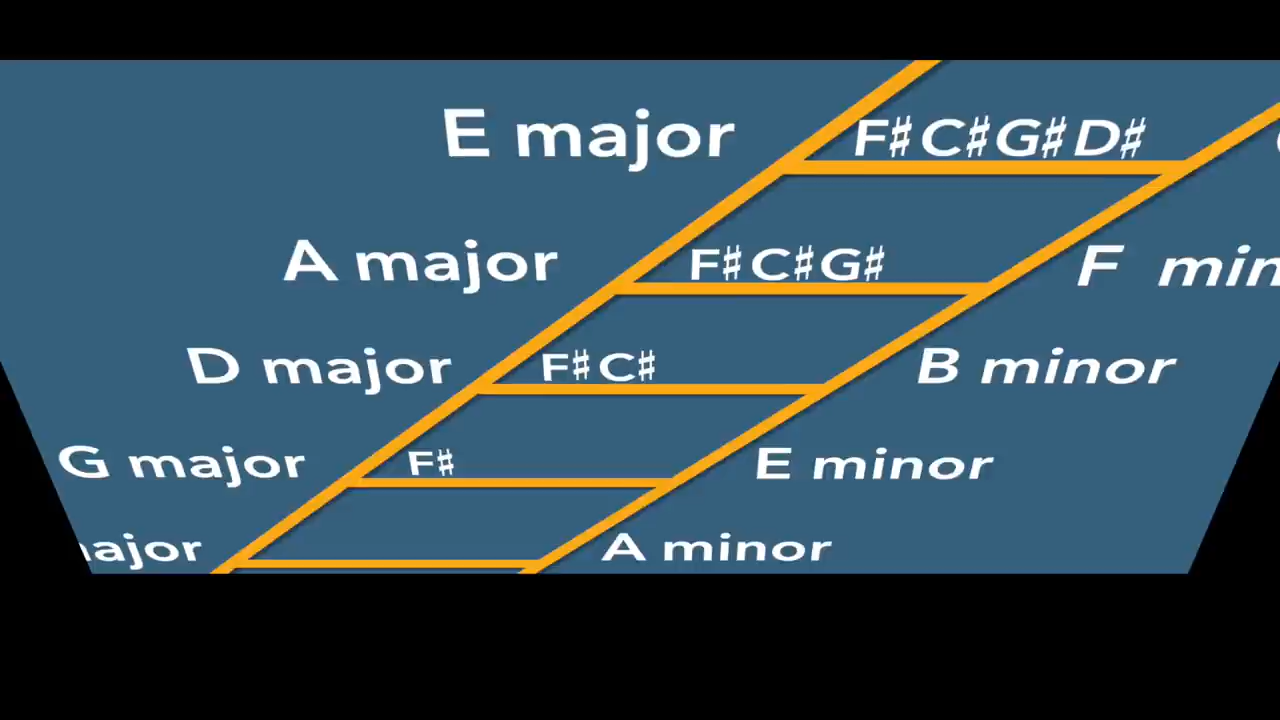 E major F♯ C♯ G♯ D♯
A major F♯ C♯ G♯ F
D major F♯ C♯ B minor
G major F♯ E minor
A minor